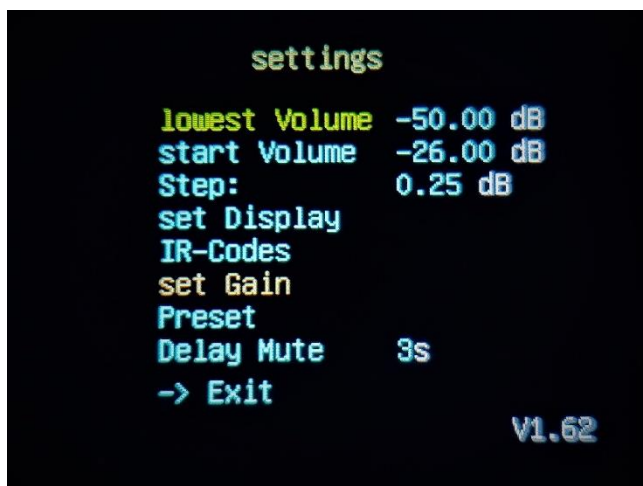 settings
lowest Volume -50.00 dB
start Volume -26.00 dB
Step: 0.25 dB
set Display
IR-Codes
set Gain
Preset
Delay Mute 3s
-> Exit
V1.62